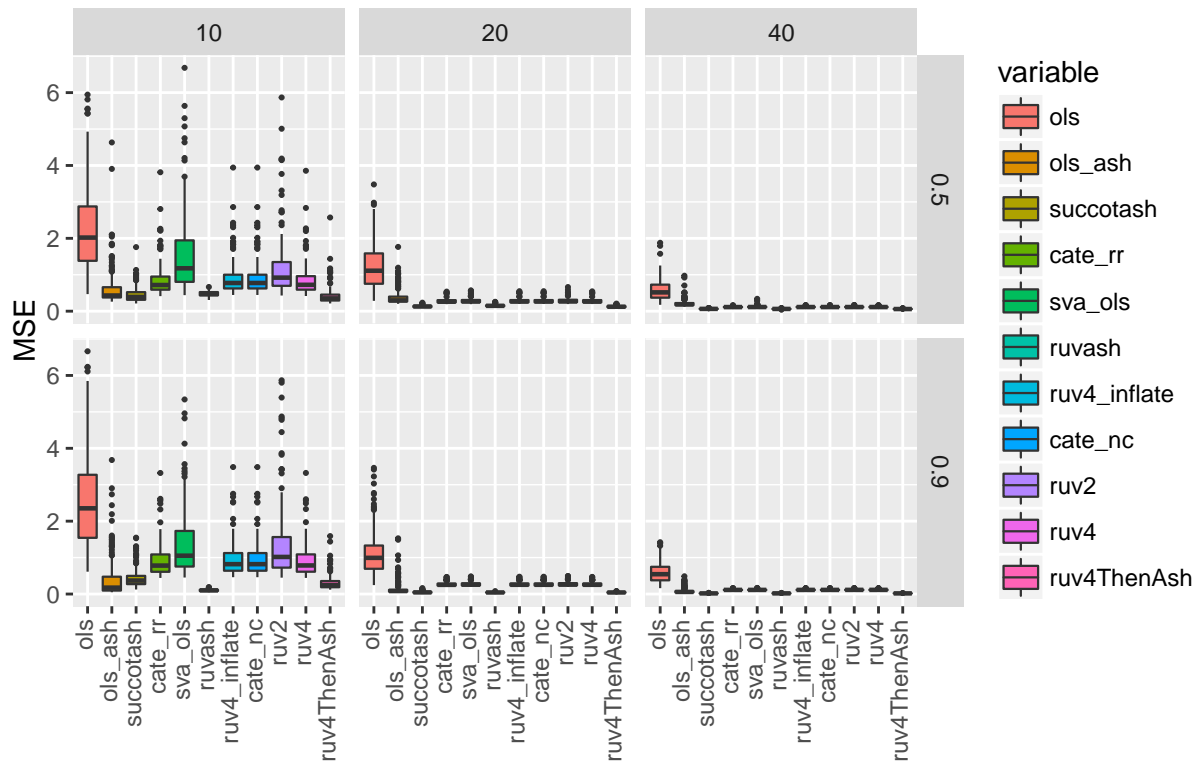 10 20 40
MSE
6
4
2
0
0.5
6
4
2
0
0.9
ols ols_ash succotash cate_rr sva_ols ruvash ruv4_inflate cate_nc ruv2 ruv4 ruv4ThenAsh
ols ols_ash succotash cate_rr sva_ols ruvash ruv4_inflate cate_nc ruv2 ruv4 ruv4ThenAsh
ols ols_ash succotash cate_rr sva_ols ruvash ruv4_inflate cate_nc ruv2 ruv4 ruv4ThenAsh
variable
ols
ols_ash
succotash
cate_rr
sva_ols
ruvash
ruv4_inflate
cate_nc
ruv2
ruv4
ruv4ThenAsh